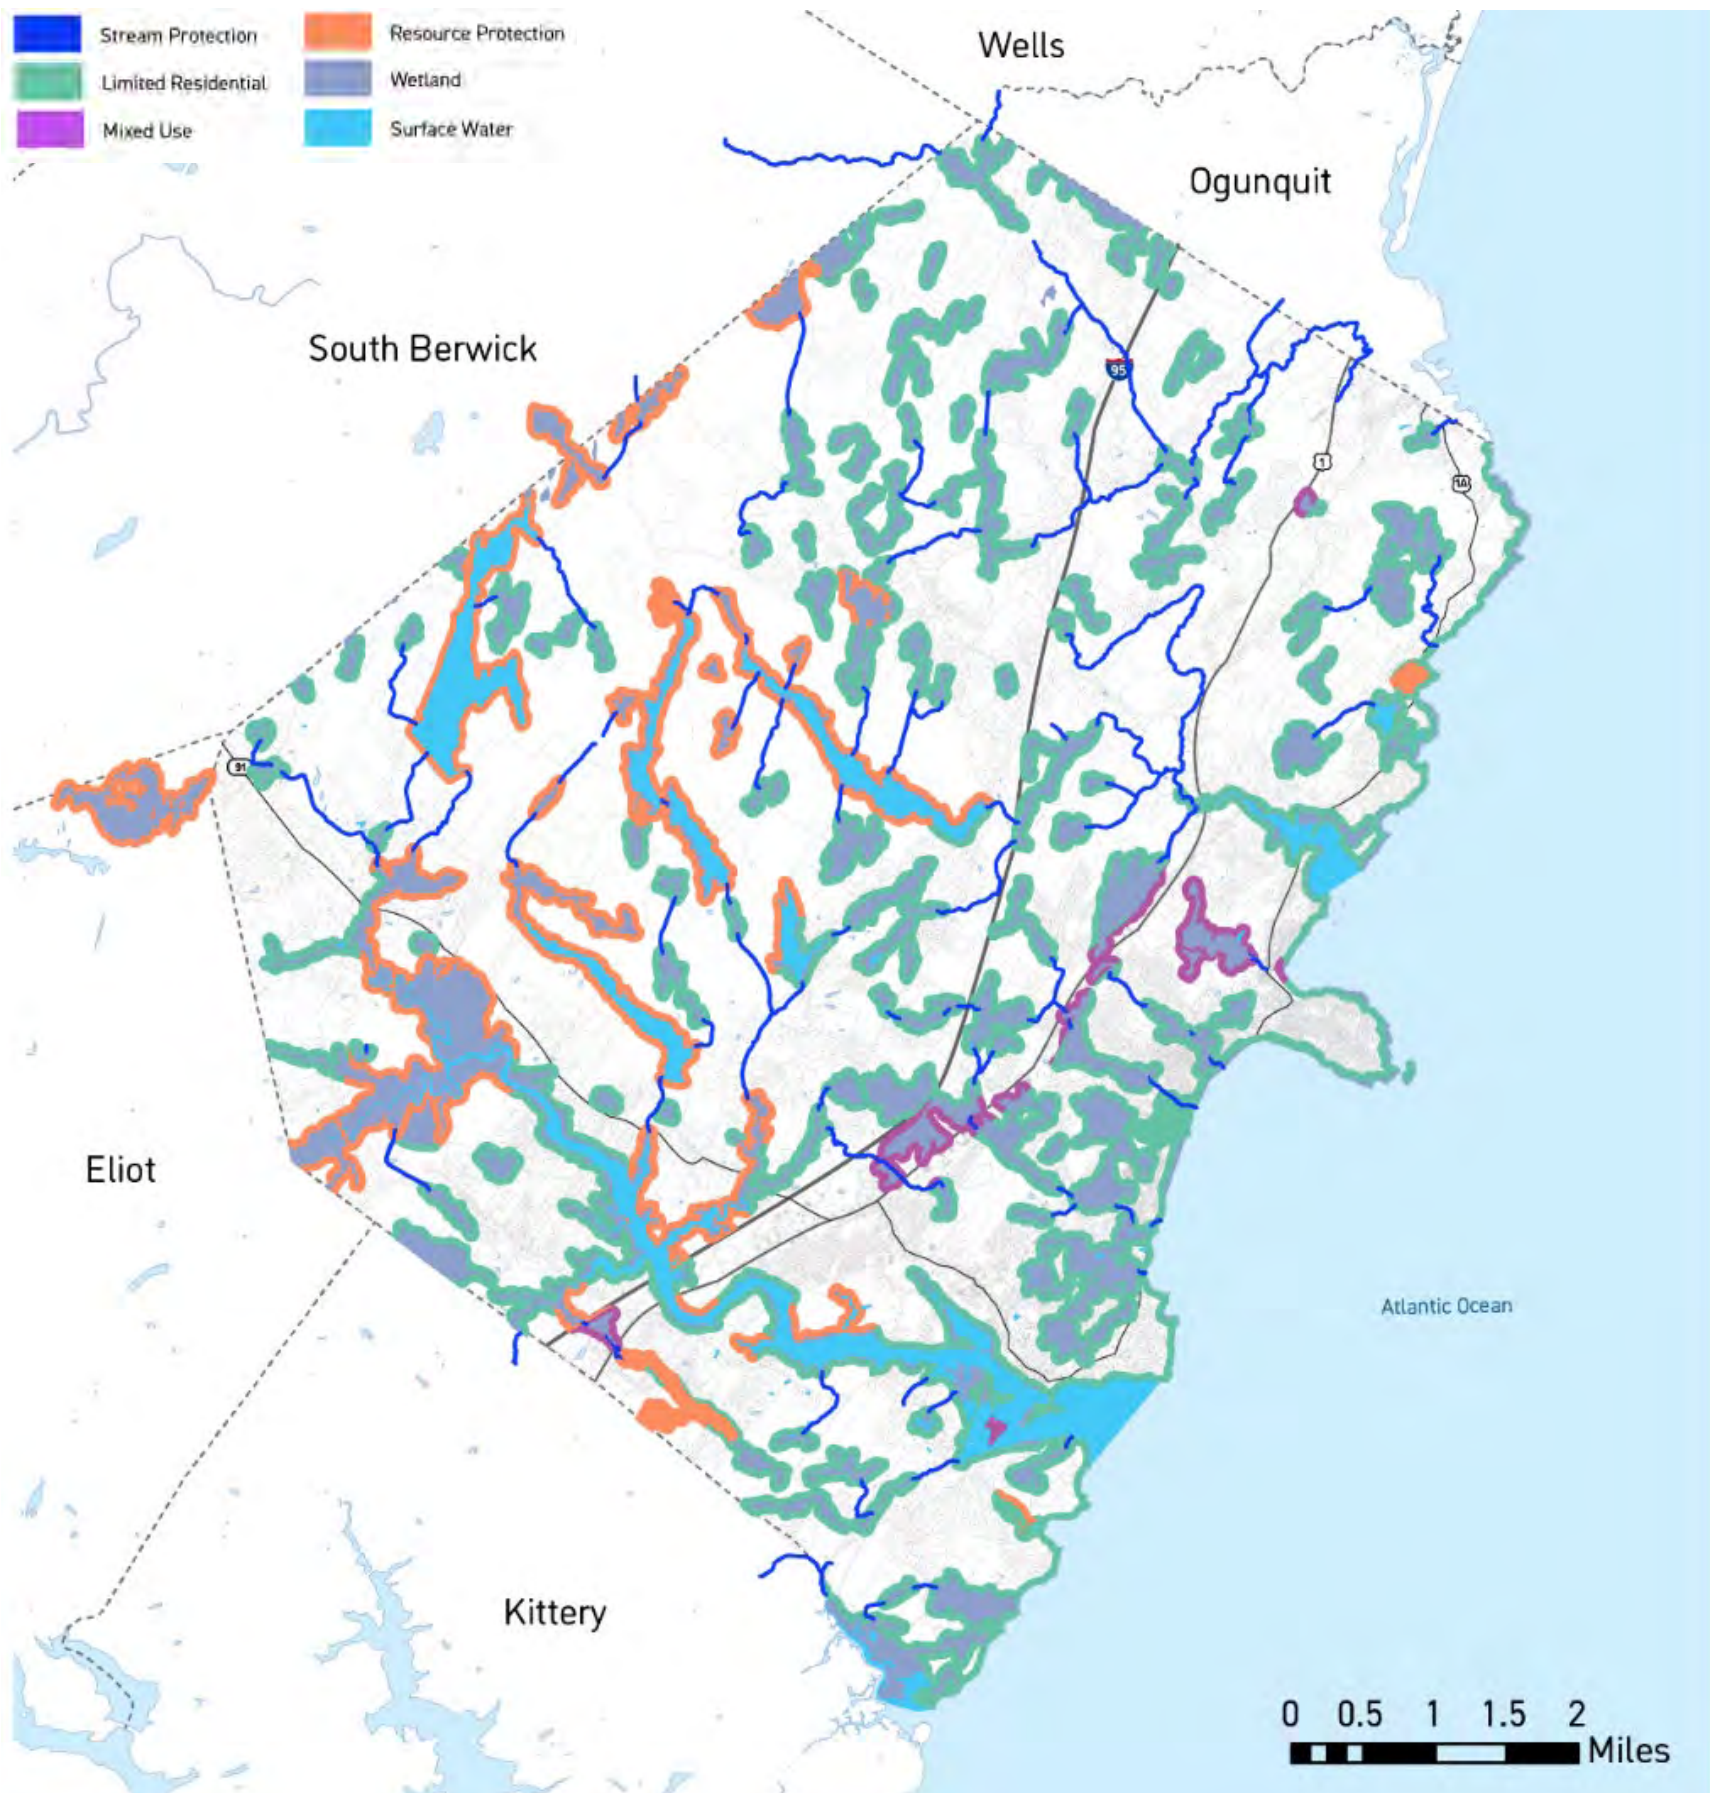 Stream Protection
Resource Protection
Limited Residential
Wetland
Mixed Use
Surface Water
Wells
Ogunquit
South Berwick
95
1
1A
91
Eliot
Atlantic Ocean
Kittery
0 0.5 1 1.5 2
Miles